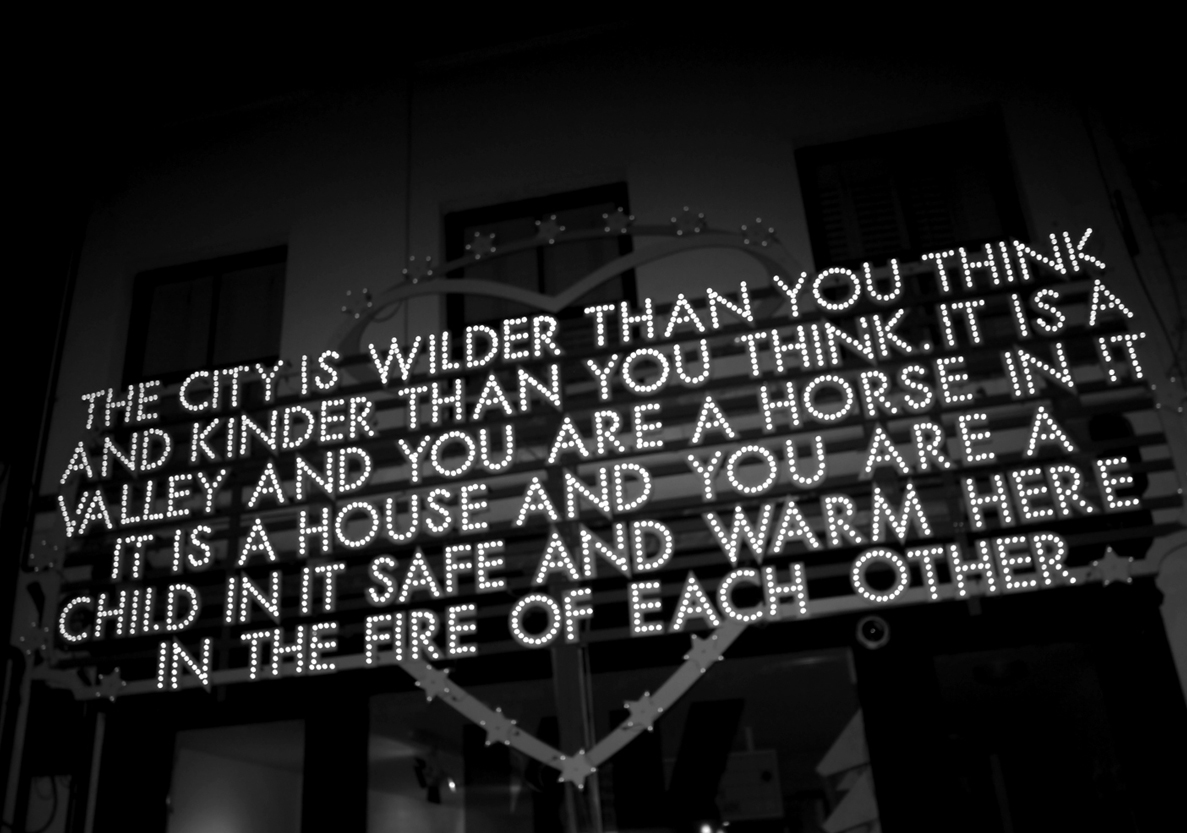 THE CITY IS WILDER THAN YOU THINK
AND KINDER THAN YOU THINK. IT IS A
VALLEY AND YOU ARE A HORSE IN IT
IT IS A HOUSE AND YOU ARE A
CHILD IN IT SAFE AND WARM HERE
IN THE FIRE OF EACH OTHER